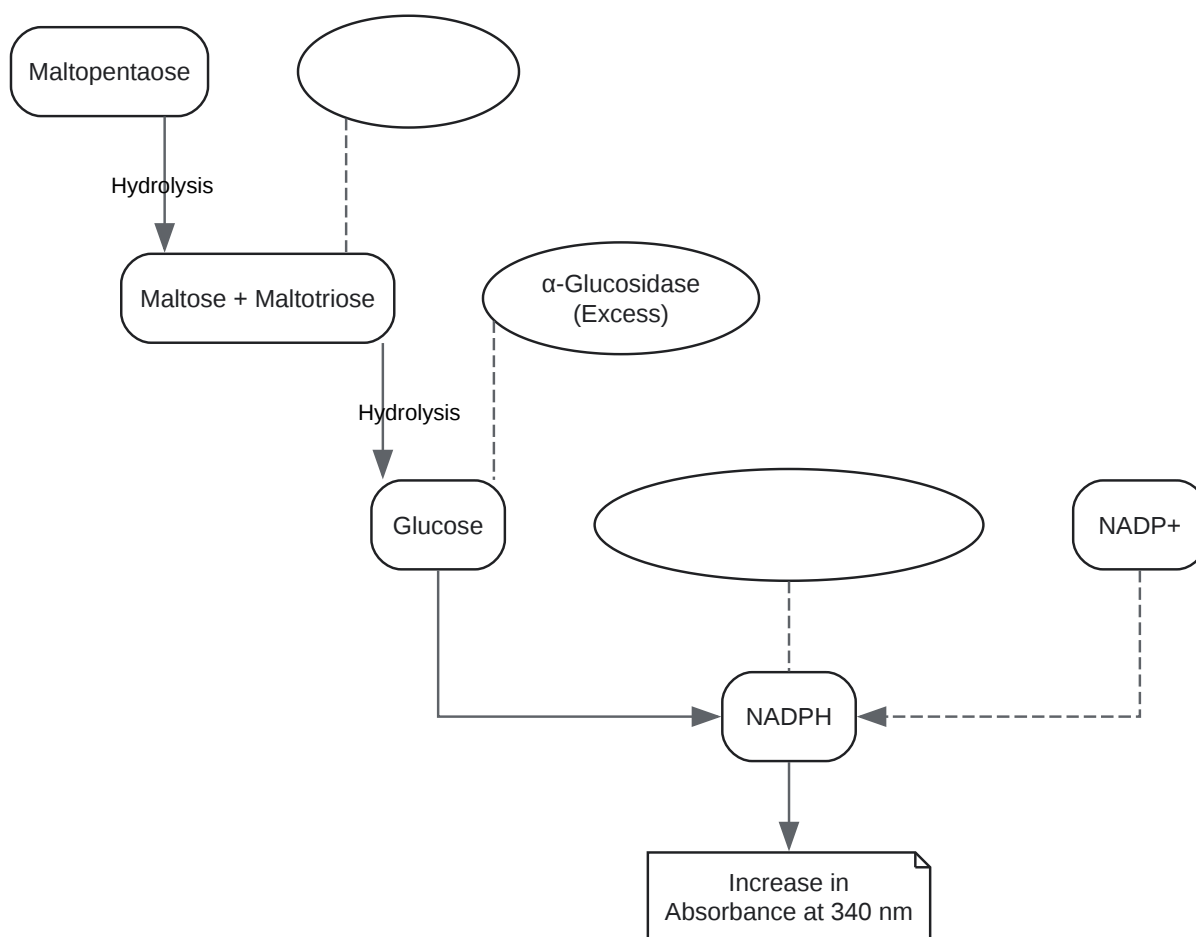 Maltopentaose
Hydrolysis
Maltose + Maltotriose
α-Glucosidase
(Excess)
Hydrolysis
Glucose
NADP+
NADPH
Increase in
Absorbance at 340 nm